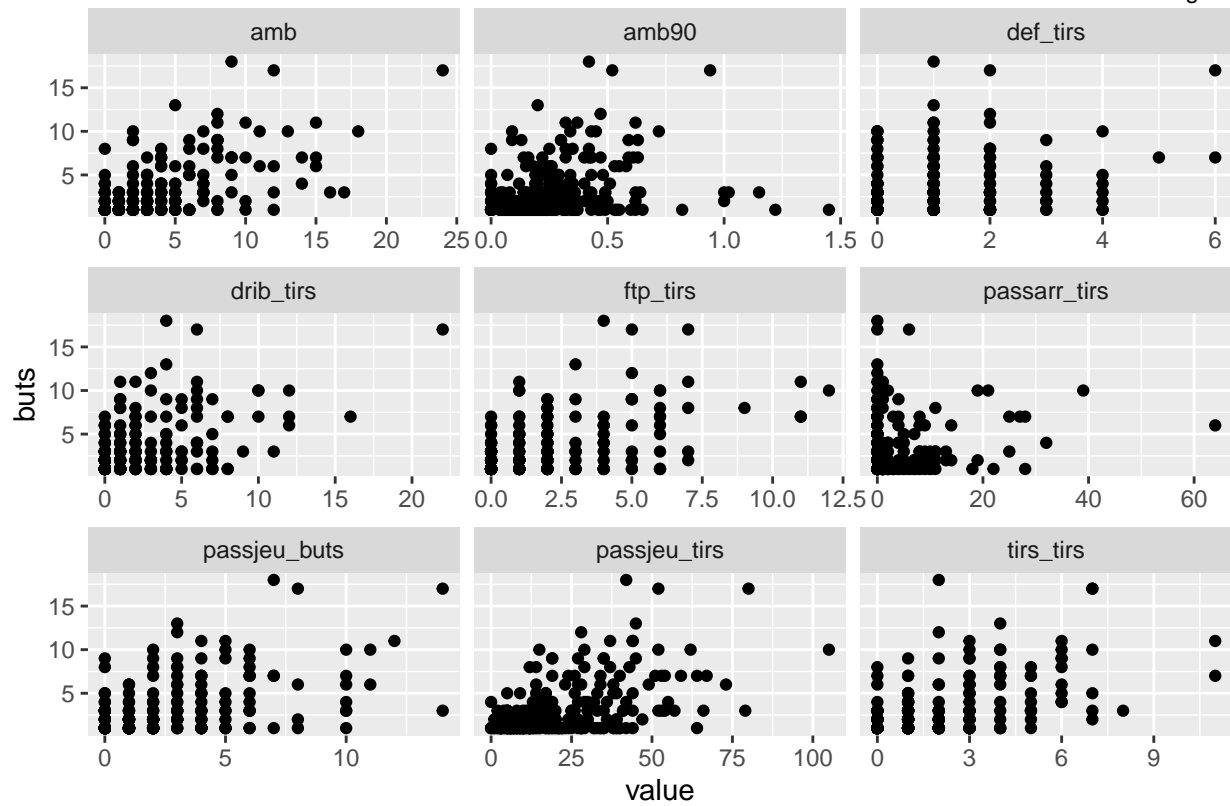 g
amb amb90 def_tirs
15
10
5
0 5 10 15 20 25 0.0 0.5 1.0 1.5 0 2 4 6
drib_tirs ftp_tirs passarr_tirs
15
10
5
0 5 10 15 20 0.0 2.5 5.0 7.5 10.0 12.5 0 20 40 60
passjeu_buts passjeu_tirs tirs_tirs
15
10
5
0 5 10 0 25 50 75 100 0 3 6 9
buts
value